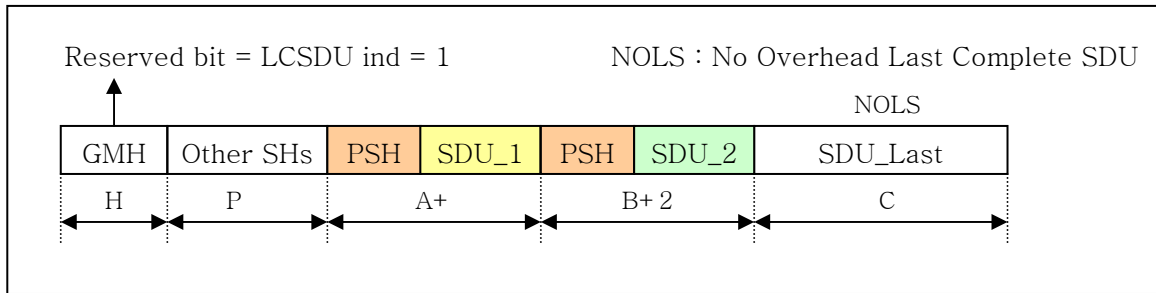 Reserved bit = LCSDU ind = 1 NOLS : No Overhead Last Complete SDU
NOLS
GMH Other SHs PSH SDU_1 PSH SDU_2 SDU_Last
H P A+ B+ 2 C